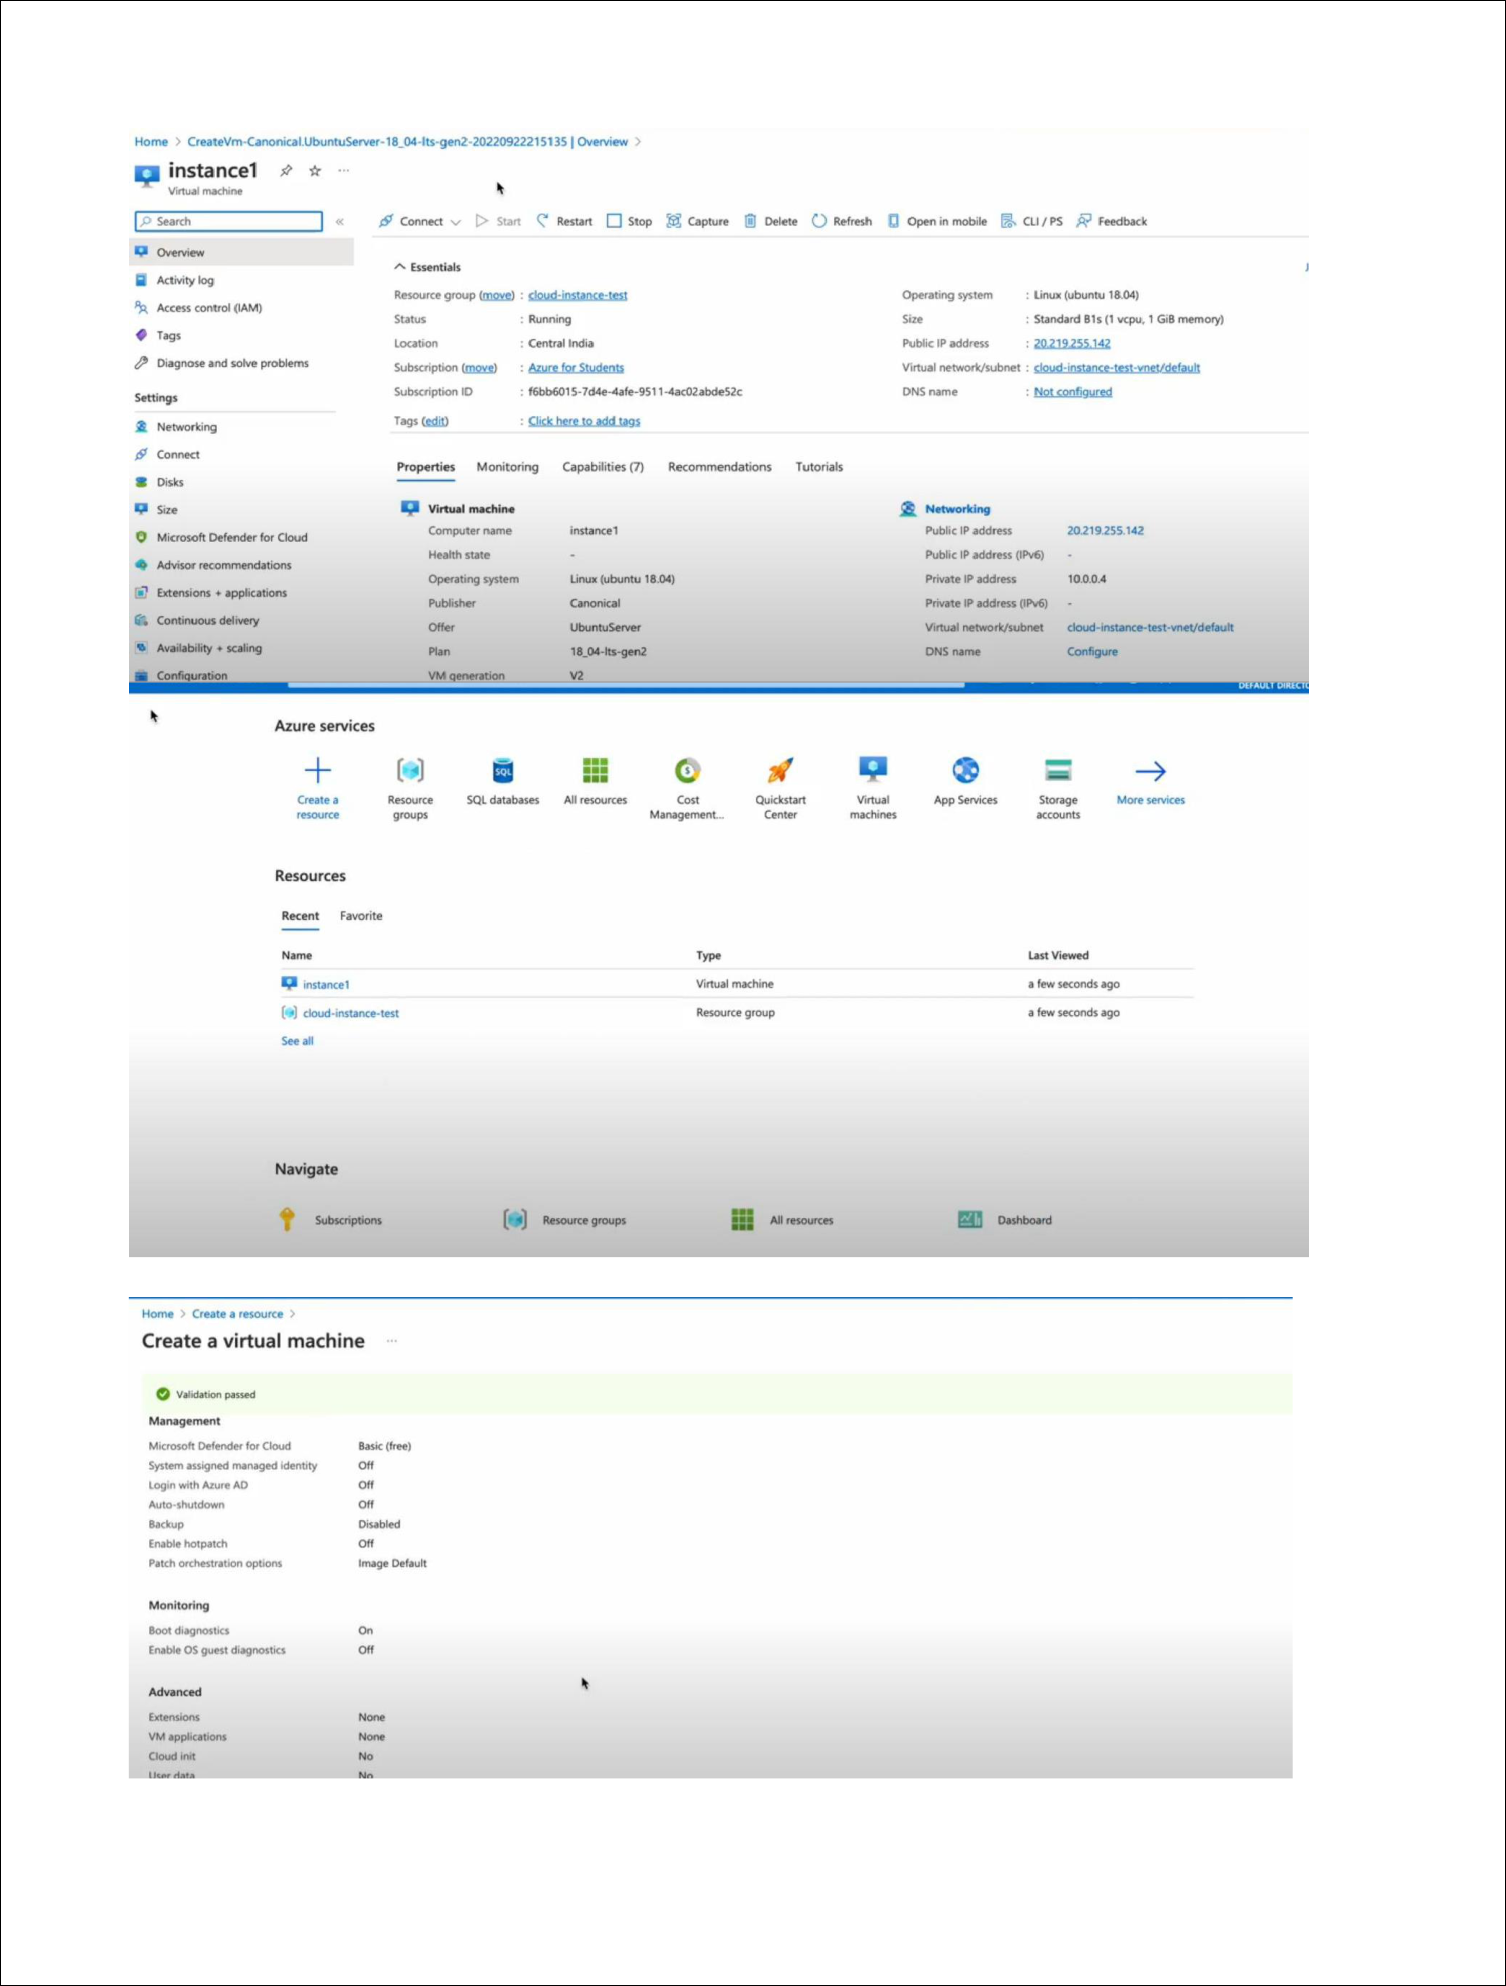 Home > CreateVm-Canonical.UbuntuServer-18_04-lts-gen2-20220922215135 | Overview >
instance1 ...
Virtual machine
Search «
Connect Start Restart Stop Capture Delete Refresh Open in mobile CLI / PS Feedback
Overview
Activity log
Access control (IAM)
Tags
Diagnose and solve problems
Settings
Networking
Connect
Disks
Size
Microsoft Defender for Cloud
Advisor recommendations
Extensions + applications
Continuous delivery
Availability + scaling
Configuration
Essentials
Resource group (move) : cloud-instance-test
Status : Running
Location : Central India
Subscription (move) : Azure for Students
Subscription ID : f6bb6015-7d4e-4afe-9511-4ac02abde52c
Tags (edit) : Click here to add tags
Operating system : Linux (ubuntu 18.04)
Size : Standard B1s (1 vcpu, 1 GiB memory)
Public IP address : 20.219.255.142
Virtual network/subnet : cloud-instance-test-vnet/default
DNS name : Not configured
Properties Monitoring Capabilities (7) Recommendations Tutorials
Virtual machine
Computer name instance1
Health state -
Operating system Linux (ubuntu 18.04)
Publisher Canonical
Offer UbuntuServer
Plan 18_04-lts-gen2
VM generation V2
Networking
Public IP address 20.219.255.142
Public IP address (IPv6) -
Private IP address 10.0.0.4
Private IP address (IPv6) -
Virtual network/subnet cloud-instance-test-vnet/default
DNS name Configure
DEFAULT
Azure services
Create a resource
Resource groups
SQL databases
All resources
Cost Management...
Quickstart Center
Virtual machines
App Services
Storage accounts
More services
Resources
Recent Favorite
Name Type Last Viewed
instance1 Virtual machine a few seconds ago
cloud-instance-test Resource group a few seconds ago
See all
Navigate
Subscriptions Resource groups All resources Dashboard
Home > Create a resource >
Create a virtual machine ...
Validation passed
Management
Microsoft Defender for Cloud Basic (free)
System assigned managed identity Off
Login with Azure AD Off
Auto-shutdown Off
Backup Disabled
Enable hotpatch Off
Patch orchestration options Image Default
Monitoring
Boot diagnostics On
Enable OS guest diagnostics Off
Advanced
Extensions None
VM applications None
Cloud init No
User data No